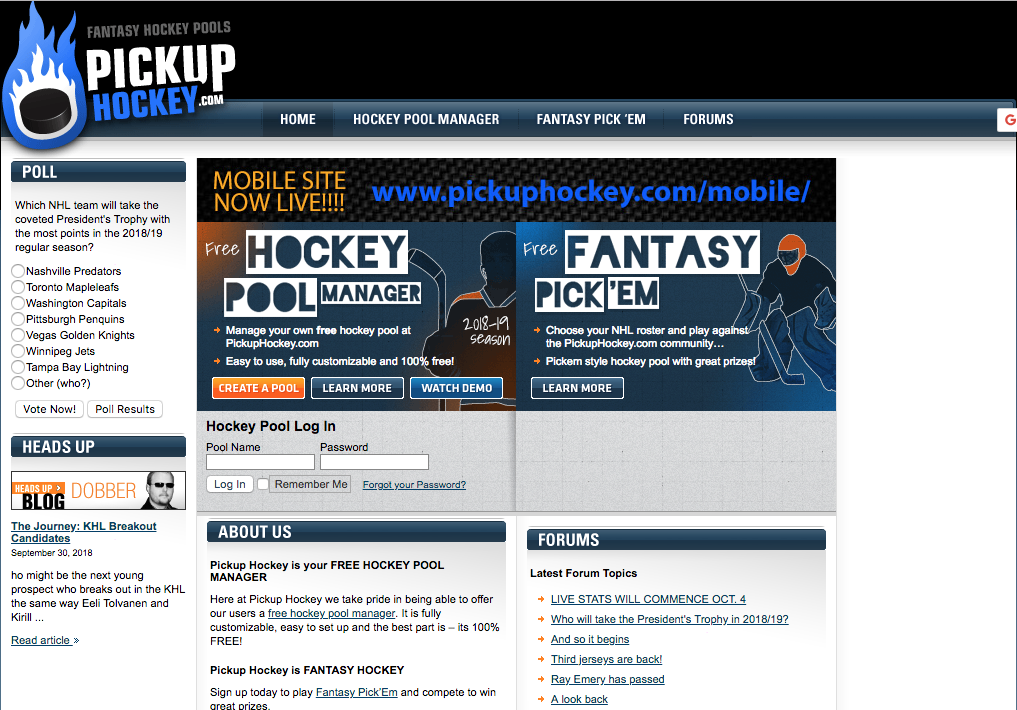 FANTASY HOCKEY POOLS
PICKUP
HOCKEY.COM
HOME
HOCKEY POOL MANAGER
FANTASY PICK 'EM
FORUMS
G
POLL
Which NHL team will take the
coveted President's Trophy with
the most points in the 2018/19
regular season?
Nashville Predators
Toronto Mapleleafs
Washington Capitals
Pittsburgh Penquins
Vegas Golden Knights
Winnipeg Jets
Tampa Bay Lightning
Other (who?)
Vote Now! Poll Results
HEADS UP
HEADS UP >
BLOG
DOBBER
The Journey: KHL Breakout
Candidates
September 30, 2018
ho might be the next young
prospect who breaks out in the KHL
the same way Eeli Tolvanen and
Kirill ...
Read article »
MOBILE SITE
NOW LIVE!!!!
www.pickuphockey.com/mobile/
Free HOCKEY
POOL MANAGER
2018-19
season
Manage your own free hockey pool at
PickupHockey.com
Easy to use, fully customizable and 100% free!
CREATE A POOL LEARN MORE WATCH DEMO
Free FANTASY
PICK 'EM
Choose your NHL roster and play against
the PickupHockey.com community...
Pickem style hockey pool with great prizes!
LEARN MORE
Hockey Pool Log In
Pool Name Password
Log In Remember Me Forgot your Password?
ABOUT US
Pickup Hockey is your FREE HOCKEY POOL
MANAGER
Here at Pickup Hockey we take pride in being able to offer
our users a free hockey pool manager. It is fully
customizable, easy to set up and the best part is – its 100%
FREE!
Pickup Hockey is FANTASY HOCKEY
Sign up today to play Fantasy Pick'Em and compete to win
great prizes.
FORUMS
Latest Forum Topics
LIVE STATS WILL COMMENCE OCT. 4
Who will take the President's Trophy in 2018/19?
And so it begins
Third jerseys are back!
Ray Emery has passed
A look back